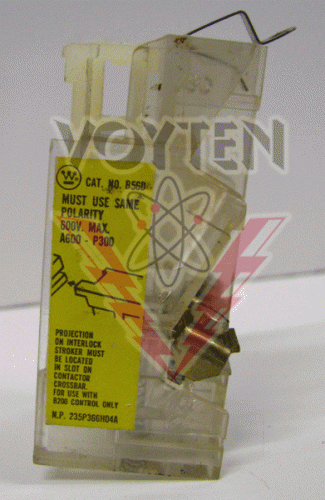 VOYTEN
W
CAT. NO. B56B
MUST USE SAME
POLARITY
600V. MAX.
A600 - P300
PROJECTION
ON INTERLOCK
STROKER MUST
BE LOCATED
IN SLOT ON
CONTACTOR
CROSSBAR.
FOR USE WITH
B200 CONTROL ONLY
N.P. 235P366H04A